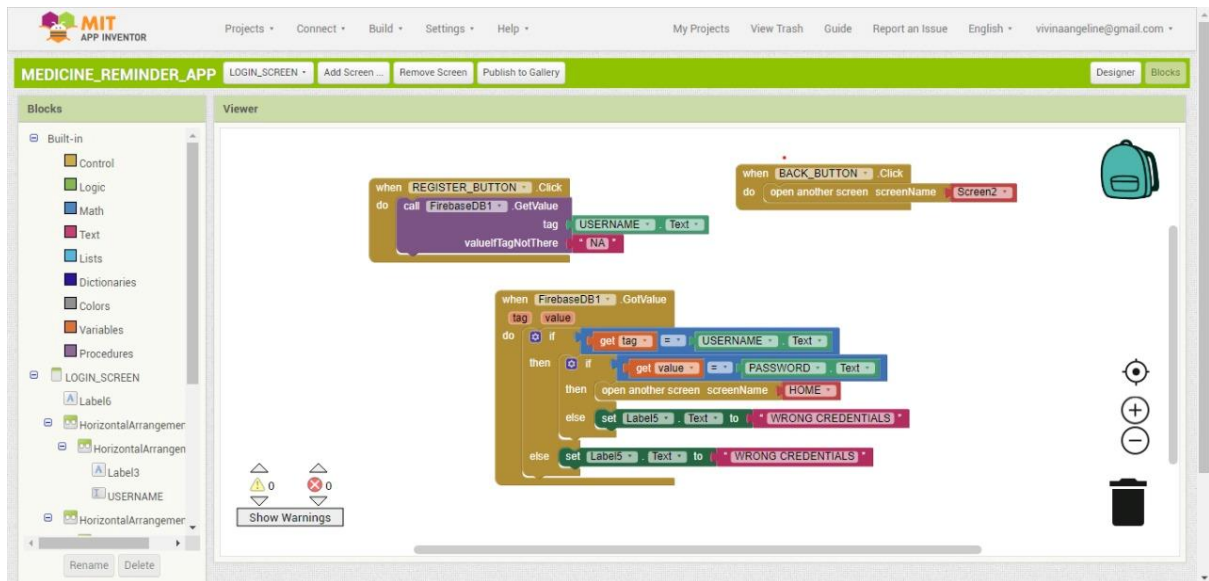 MIT
APP INVENTOR
Projects Connect Build Settings Help My Projects View Trash Guide Report an Issue English vivinaangeline@gmail.com
MEDICINE_REMINDER_APP LOGIN_SCREEN Add Screen ... Remove Screen Publish to Gallery Designer Blocks
Blocks
Viewer
Built-in
Control
Logic
Math
Text
Lists
Dictionaries
Colors
Variables
Procedures
LOGIN_SCREEN
Label6
HorizontalArrangemer
HorizontalArrangen
Label3
USERNAME
HorizontalArrangemer
Rename Delete
when REGISTER_BUTTON .Click
do call FirebaseDB1 .GetValue
tag USERNAME . Text
valueIfTagNotThere " NA "
when BACK_BUTTON .Click
do open another screen screenName Screen2
when FirebaseDB1 .GotValue
tag value
do if get tag = USERNAME . Text
then if get value = PASSWORD . Text
then open another screen screenName HOME
else set Label5 . Text to " WRONG CREDENTIALS "
else set Label5 . Text to " WRONG CREDENTIALS "
0 0
Show Warnings